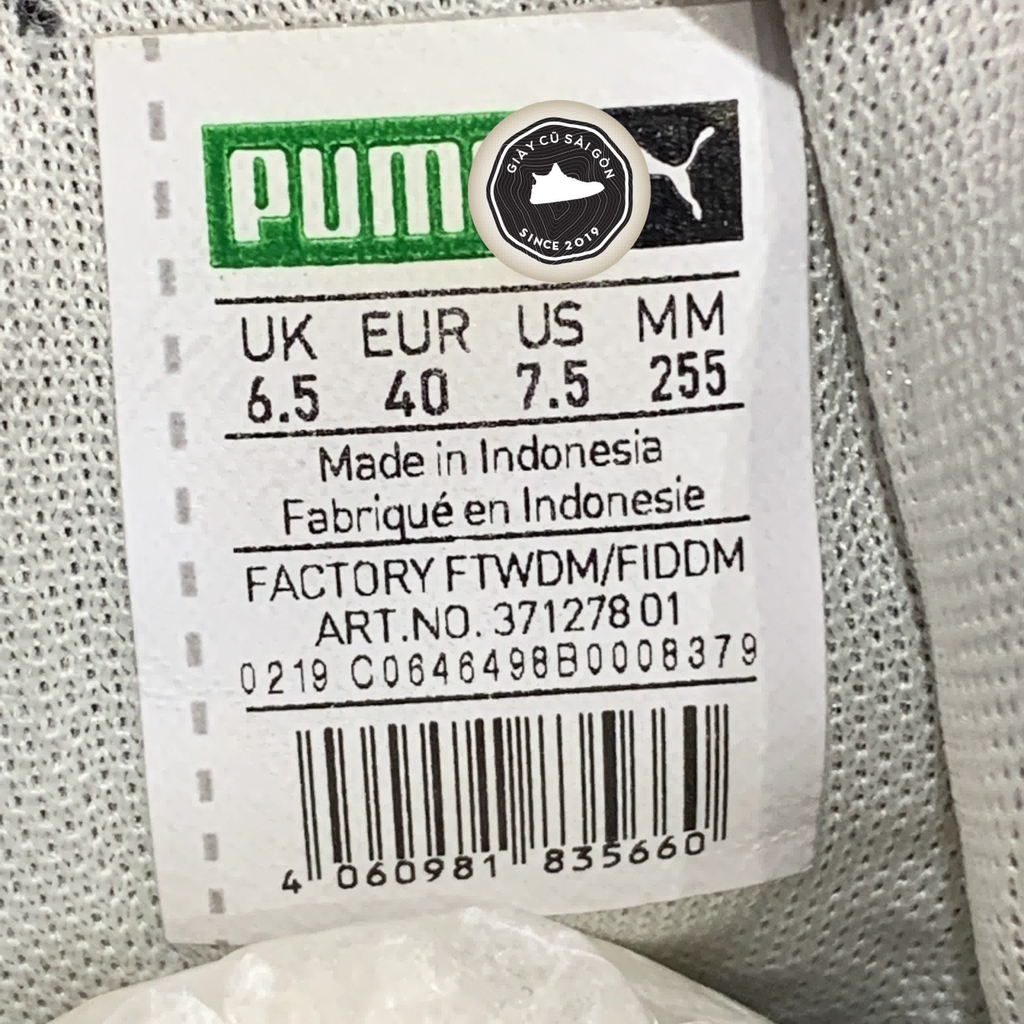 PUM
GIÀY CŨ SÀI GÒN
SINCE 2019
UK EUR US MM
6.5 40 7.5 255
Made in Indonesia
Fabriqué en Indonesie
FACTORY FTWDM/FIDDM
ART.NO. 371278 01
0219 C0646498B0008379
4 060981 835660